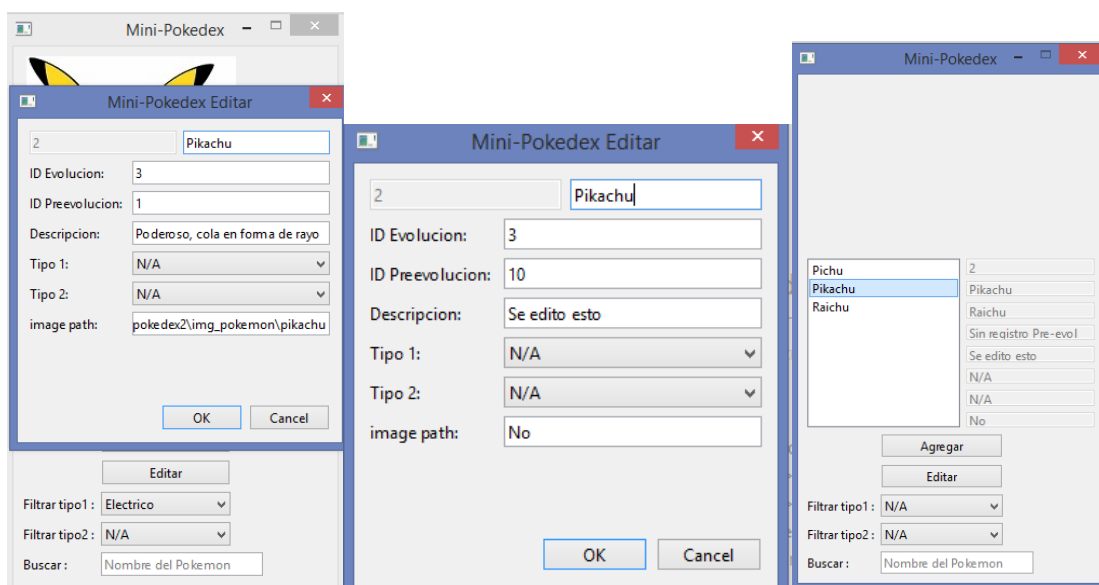 Mini-Pokedex
Mini-Pokedex Editar
2
Pikachu
ID Evolucion:
3
ID Preevolucion:
1
Descripcion:
Poderoso, cola en forma de rayo
Tipo 1:
N/A
Tipo 2:
N/A
image path:
pokedex2\img_pokemon\pikachu
OK
Cancel
Editar
Filtrar tipo1 :
Electrico
Filtrar tipo2 :
N/A
Buscar :
Nombre del Pokemon
Mini-Pokedex Editar
2
Pikachu
ID Evolucion:
3
ID Preevolucion:
10
Descripcion:
Se edito esto
Tipo 1:
N/A
Tipo 2:
N/A
image path:
No
OK
Cancel
Mini-Pokedex
Pichu
Pikachu
Raichu
2
Pikachu
Raichu
Sin registro Pre-evol
Se edito esto
N/A
N/A
No
Agregar
Editar
Filtrar tipo1 :
N/A
Filtrar tipo2 :
N/A
Buscar :
Nombre del Pokemon